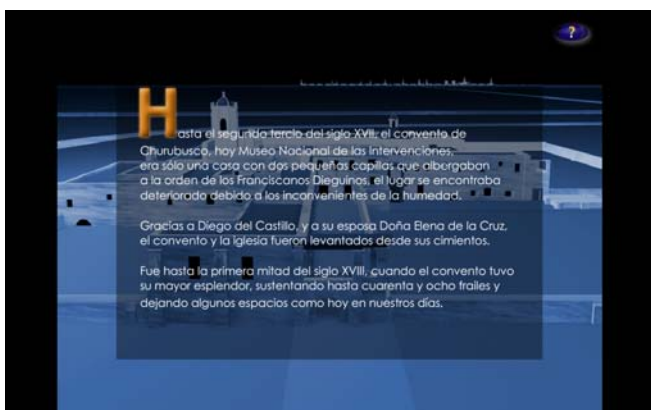 ?
Hasta el segundo tercio del siglo XVII, el convento de
Churubusco, hoy Museo Nacional de las Intervenciones,
era sólo una casa con dos pequeñas capillas que albergaban
a la orden de los Franciscanos Dieguinos, el lugar se encontraba
deteriorado debido a los inconvenientes de la humedad.
Gracias a Diego del Castillo, y a su esposa Doña Elena de la Cruz,
el convento y la iglesia fueron levantados desde sus cimientos.
Fue hasta la primera mitad del siglo XVIII, cuando el convento tuvo
su mayor esplendor, sustentando hasta cuarenta y ocho frailes y
dejando algunos espacios como hoy en nuestros días.